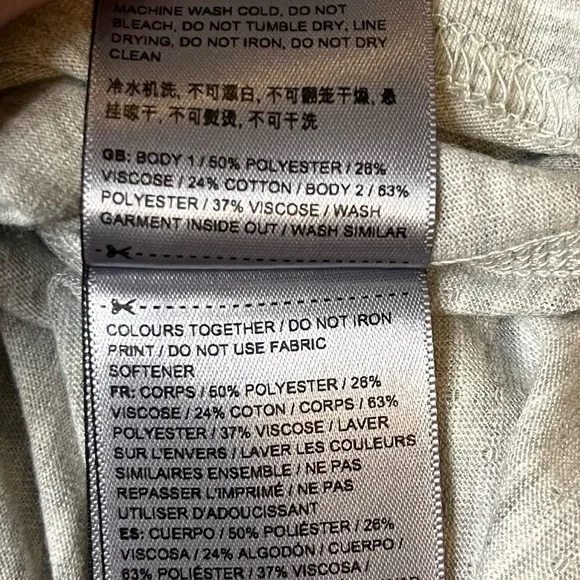 MACHINE WASH COLD, DO NOT
BLEACH, DO NOT TUMBLE DRY, LINE
DRYING, DO NOT IRON, DO NOT DRY
CLEAN
冷水机洗, 不可漂白, 不可翻笼干燥, 悬
挂晾干, 不可熨烫, 不可干洗
GB: BODY 1 / 50% POLYESTER / 26%
VISCOSE / 24% COTTON / BODY 2 / 63%
POLYESTER / 37% VISCOSE / WASH
GARMENT INSIDE OUT / WASH SIMILAR
COLOURS TOGETHER / DO NOT IRON
PRINT / DO NOT USE FABRIC
SOFTENER
FR: CORPS / 50% POLYESTER / 26%
VISCOSE / 24% COTON / CORPS / 63%
POLYESTER / 37% VISCOSE / LAVER
SUR L'ENVERS / LAVER LES COULEURS
SIMILAIRES ENSEMBLE / NE PAS
REPASSER L'IMPRIMÉ / NE PAS
UTILISER D'ADOUCISSANT
ES: CUERPO / 50% POLIÉSTER / 26%
VISCOSA / 24% ALGODÓN / CUERPO /
63% POLIÉSTER / 37% VISCOSA /